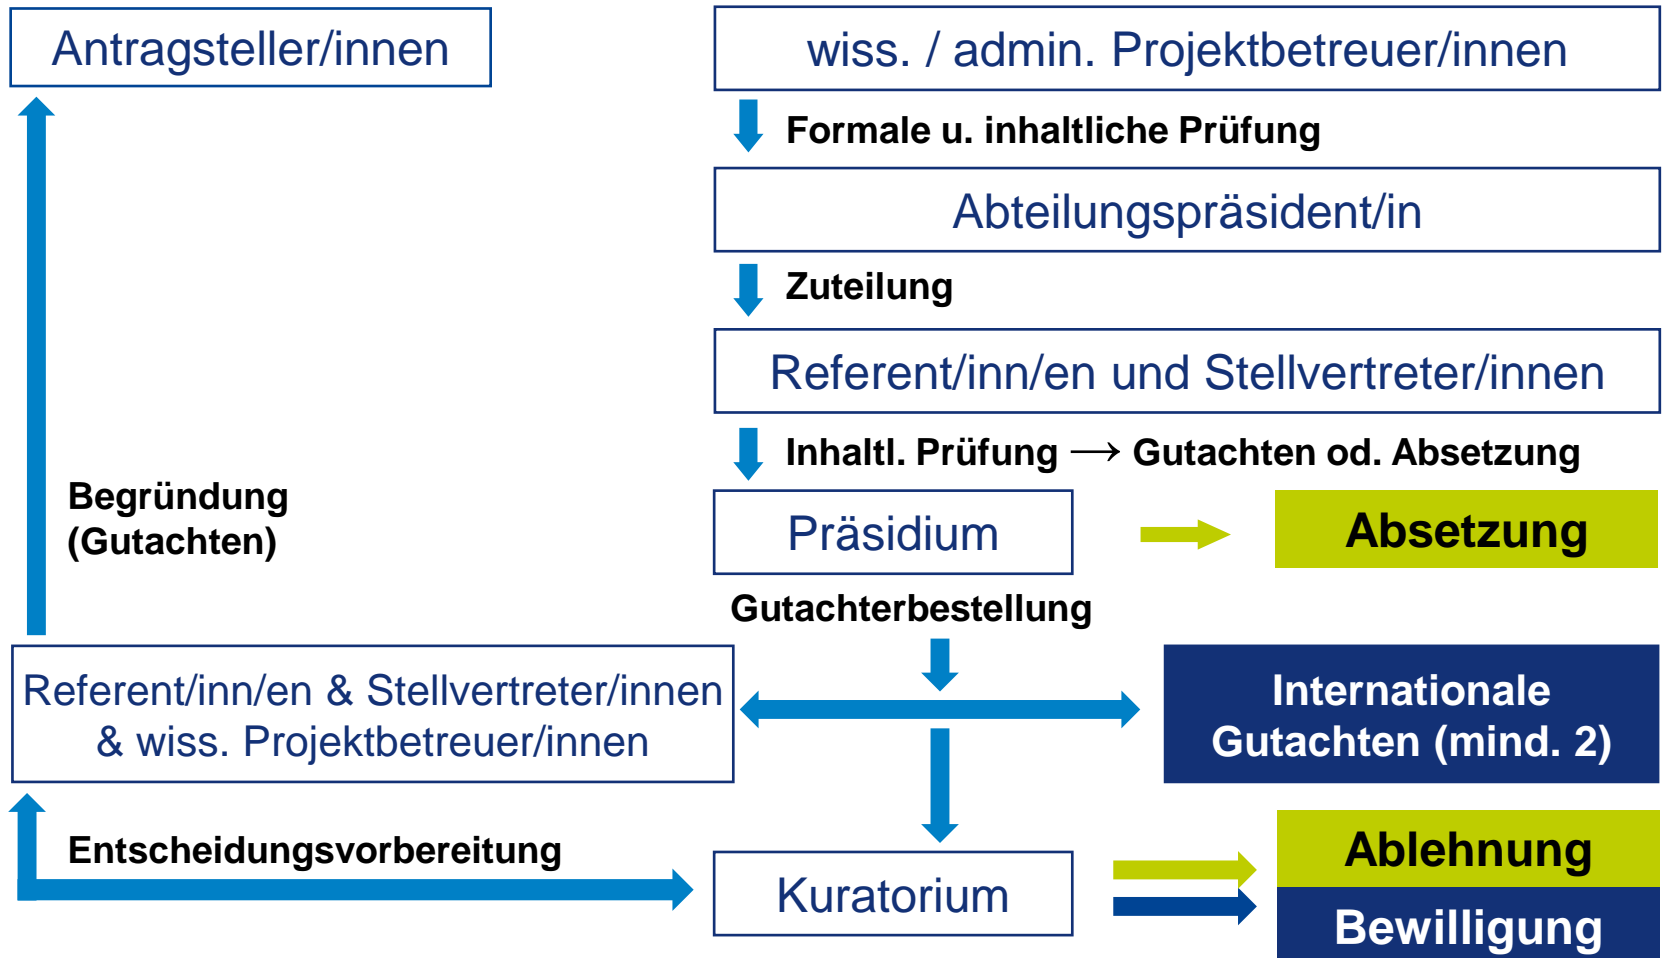 Antragsteller/innen
wiss. / admin. Projektbetreuer/innen
Formale u. inhaltliche Prüfung
Abteilungspräsident/in
Zuteilung
Referent/inn/en und Stellvertreter/innen
Inhaltl. Prüfung → Gutachten od. Absetzung
Begründung
(Gutachten)
Präsidium
Absetzung
Gutachterbestellung
Referent/inn/en & Stellvertreter/innen
& wiss. Projektbetreuer/innen
Internationale
Gutachten (mind. 2)
Entscheidungsvorbereitung
Kuratorium
Ablehnung
Bewilligung